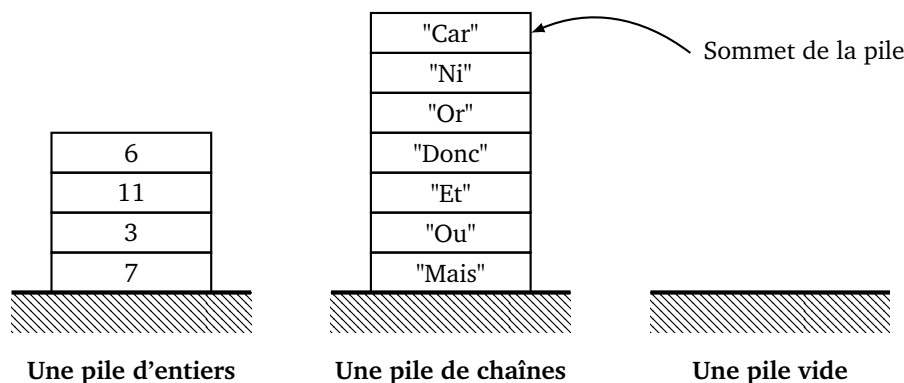 "Car"
Sommet de la pile
"Ni"
"Or"
6
"Donc"
11
"Et"
3
"Ou"
7
"Mais"
Une pile d'entiers
Une pile de chaînes
Une pile vide